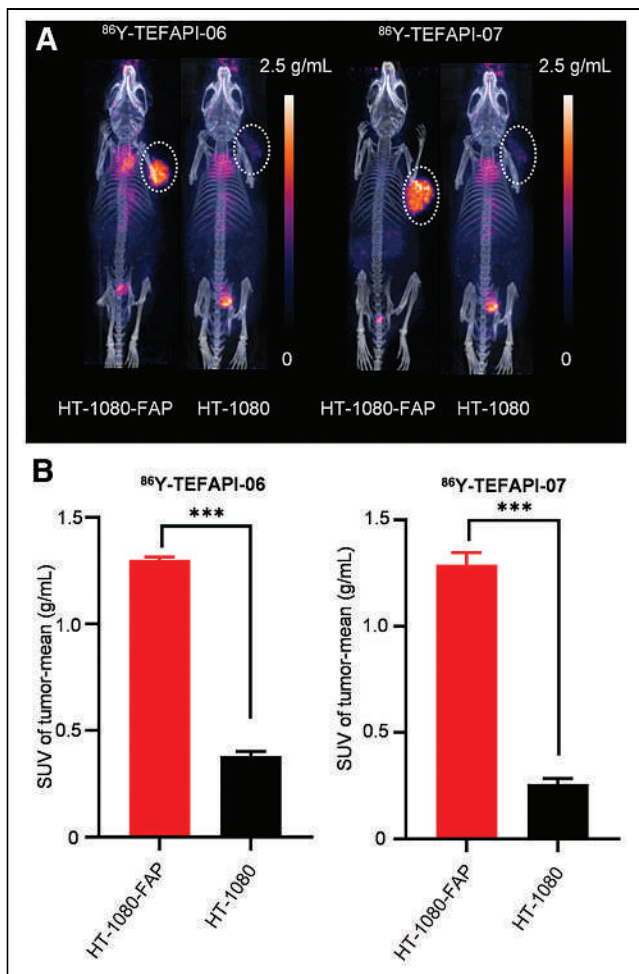 A
⁸⁶Y-TEFAPI-06 ⁸⁶Y-TEFAPI-07
2.5 g/mL 2.5 g/mL
0 0
HT-1080-FAP HT-1080 HT-1080-FAP HT-1080
B
⁸⁶Y-TEFAPI-06
SUV of tumor-mean (g/mL)
1.5
1.0
0.5
0
***
HT-1080-FAP
HT-1080
⁸⁶Y-TEFAPI-07
SUV of tumor-mean (g/mL)
1.5
1.0
0.5
0
***
HT-1080-FAP
HT-1080